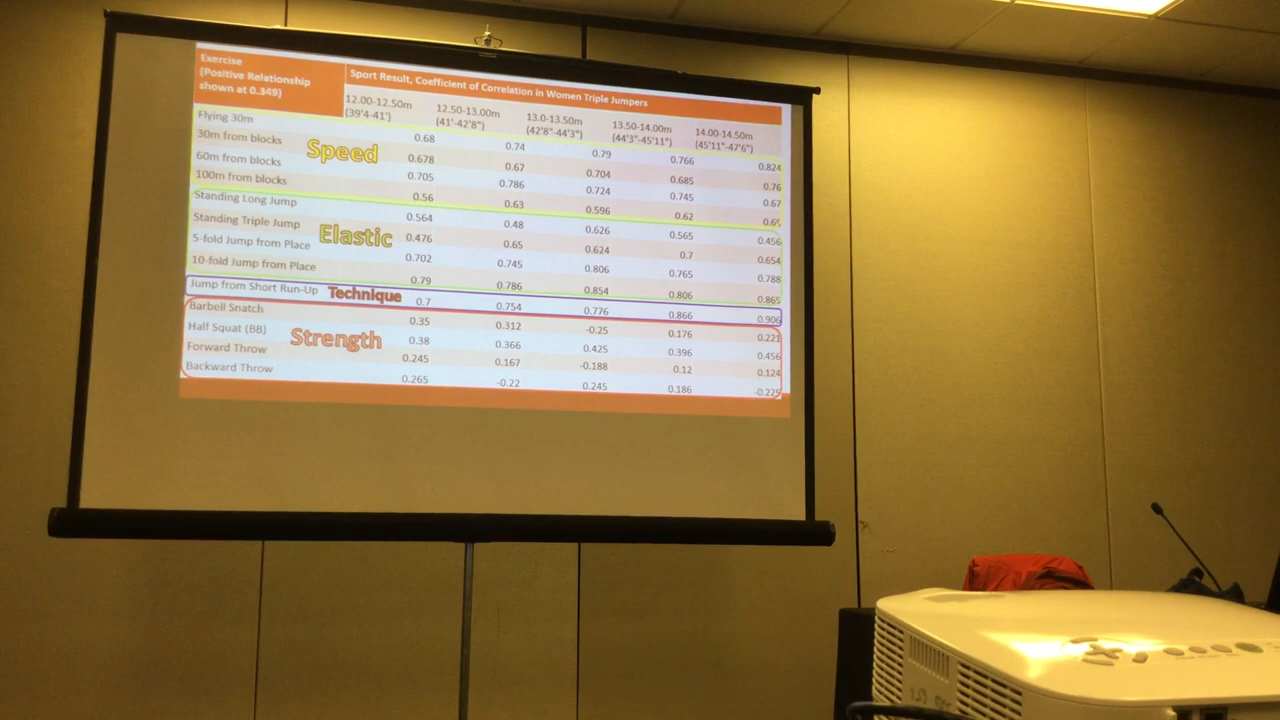 Exercise
(Positive Relationship
shown at 0.349)
Sport Result, Coefficient of Correlation in Women Triple Jumpers
12.00-12.50m 12.50-13.00m 13.0-13.50m 13.50-14.00m 14.00-14.50m
(39'4-41') (41'-42'8") (42'8"-44'3") (44'3"-45'11") (45'11"-47'6")
Flying 30m 0.68 0.74 0.79 0.766 0.824
30m from blocks 0.678 0.67 0.704 0.685 0.76
Speed
60m from blocks 0.705 0.786 0.724 0.745 0.67
100m from blocks 0.56 0.63 0.596 0.62 0.65
Standing Long Jump 0.564 0.48 0.626 0.565 0.456
Standing Triple Jump 0.476 0.65 0.624 0.7 0.654
Elastic
5-fold Jump from Place 0.702 0.745 0.806 0.765 0.788
10-fold Jump from Place 0.79 0.786 0.854 0.806 0.865
Jump from Short Run-Up Technique 0.7 0.754 0.776 0.866 0.906
Barbell Snatch 0.35 0.312 -0.25 0.176 0.221
Half Squat (BB) 0.38 0.366 0.425 0.396 0.456
Strength
Forward Throw 0.245 0.167 -0.188 0.12 0.124
Backward Throw 0.265 -0.22 0.245 0.186 -0.225